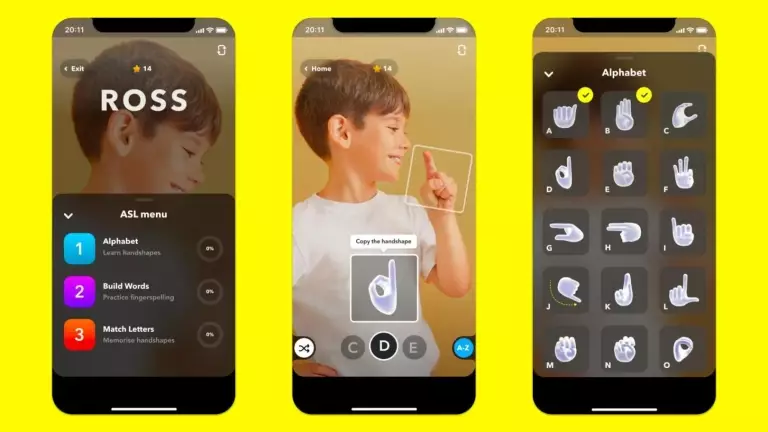 20:11
Exit
14
ROSS
ASL menu
1
Alphabet
Learn handshapes
0%
2
Build Words
Practice fingerspelling
0%
3
Match Letters
Memorise handshapes
0%
20:11
Home
14
Copy the handshape
C
D
E
A-Z
20:11
Alphabet
A
B
C
D
E
F
G
H
I
J
K
L
M
N
O